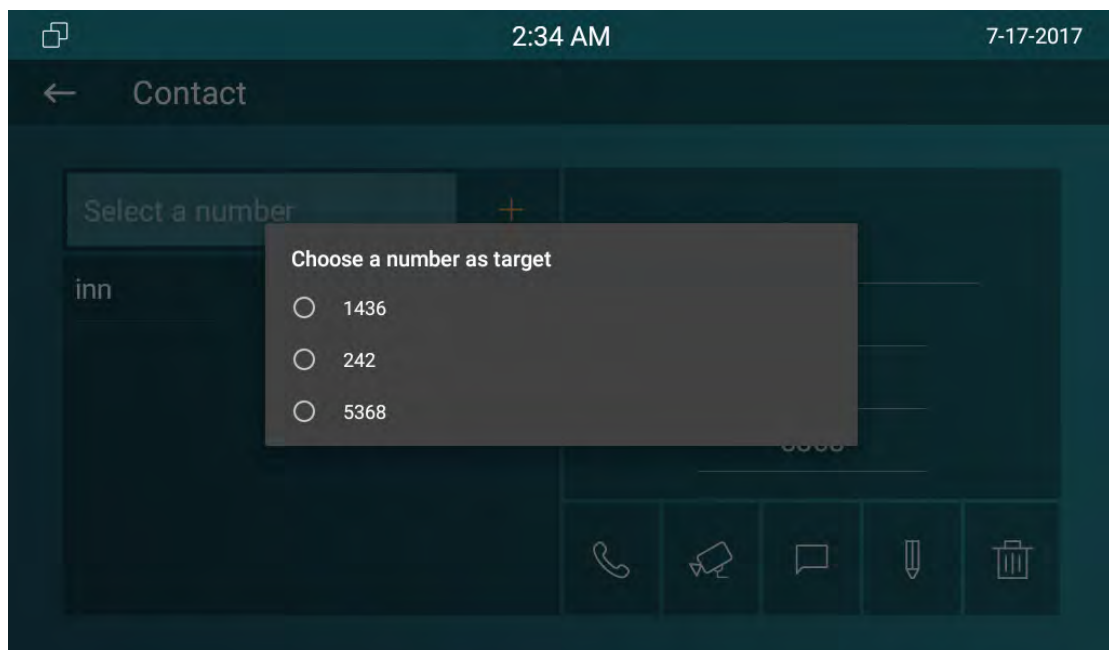 2:34 AM
7-17-2017
Contact
Select a number
inn
Choose a number as target
1436
242
5368